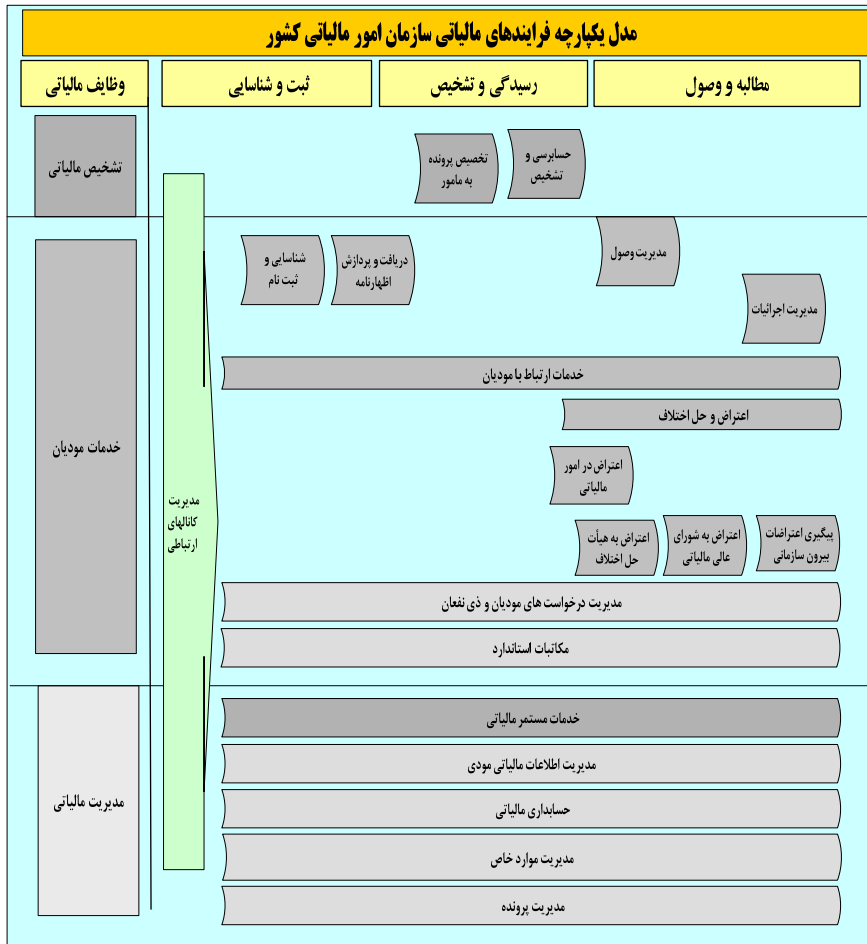 مدل یکپارچه فرایندهای مالیاتی سازمان امور مالیاتی کشور
وظایف مالیاتی
ثبت و شناسایی
رسیدگی و تشخیص
مطالبه و وصول
تشخیص مالیاتی
تخصیص پرونده
به مامور
حسابرسی و
تشخیص
خدمات مودیان
شناسایی و
ثبت نام
دریافت و پردازش
اظهارنامه
مدیریت وصول
مدیریت اجرائیات
خدمات ارتباط با مودیان
اعتراض و حل اختلاف
اعتراض در امور
مالیاتی
اعتراض به هیأت
حل اختلاف
اعتراض به شورای
عالی مالیاتی
پیگیری اعتراضات
بیرون سازمانی
مدیریت
کانالهای
ارتباطی
مدیریت درخواست های مودیان و ذی نفعان
مکاتبات استاندارد
مدیریت مالیاتی
خدمات مستمر مالیاتی
مدیریت اطلاعات مالیاتی مودی
حسابداری مالیاتی
مدیریت موارد خاص
مدیریت پرونده